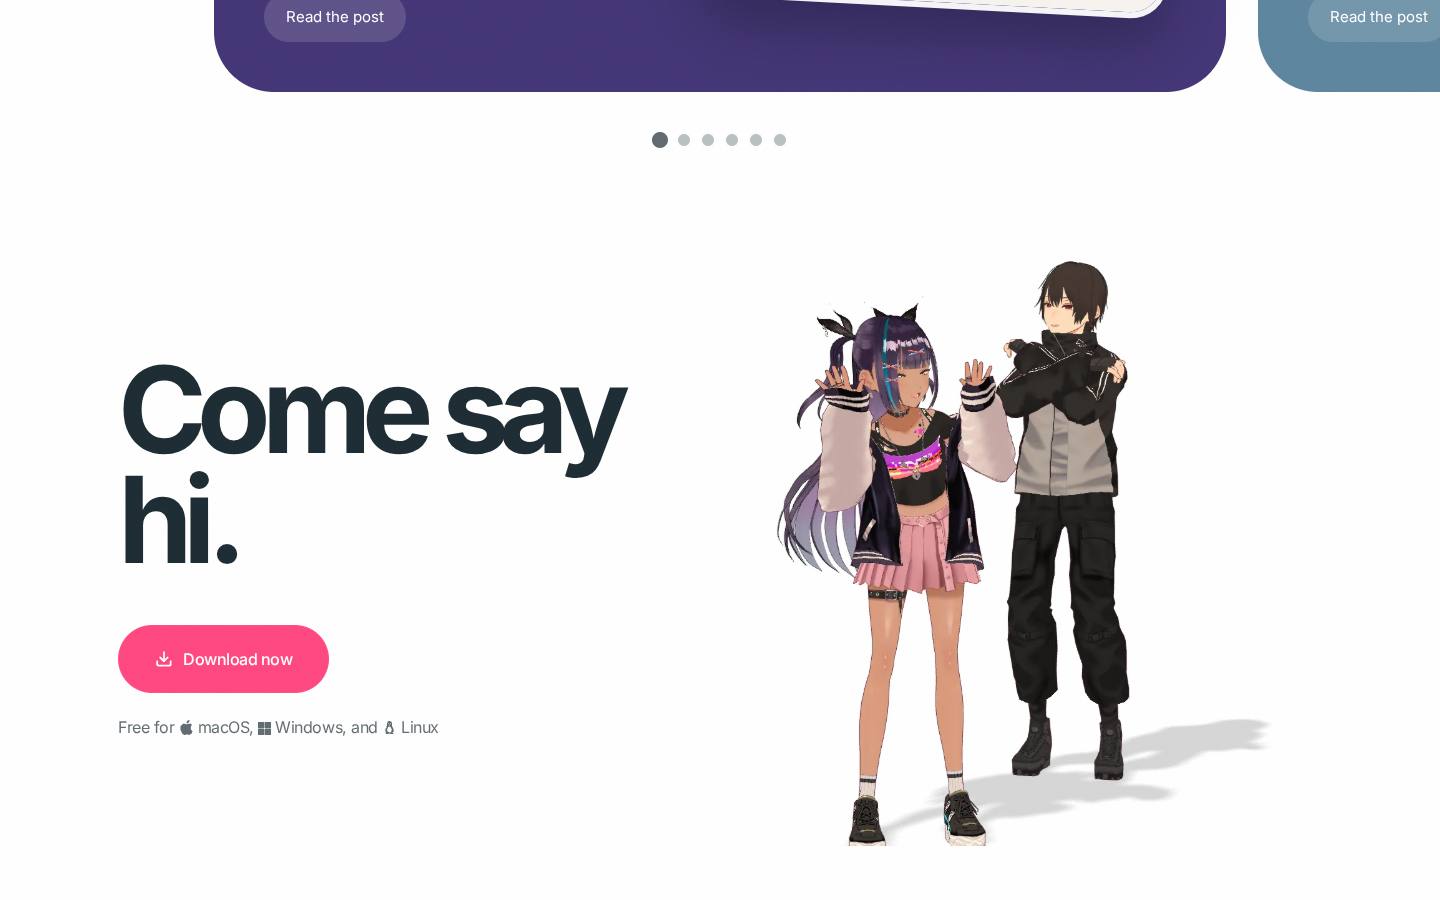 Read the post
Read the post
Come say
hi.
Download now
Free for macOS, Windows, and Linux